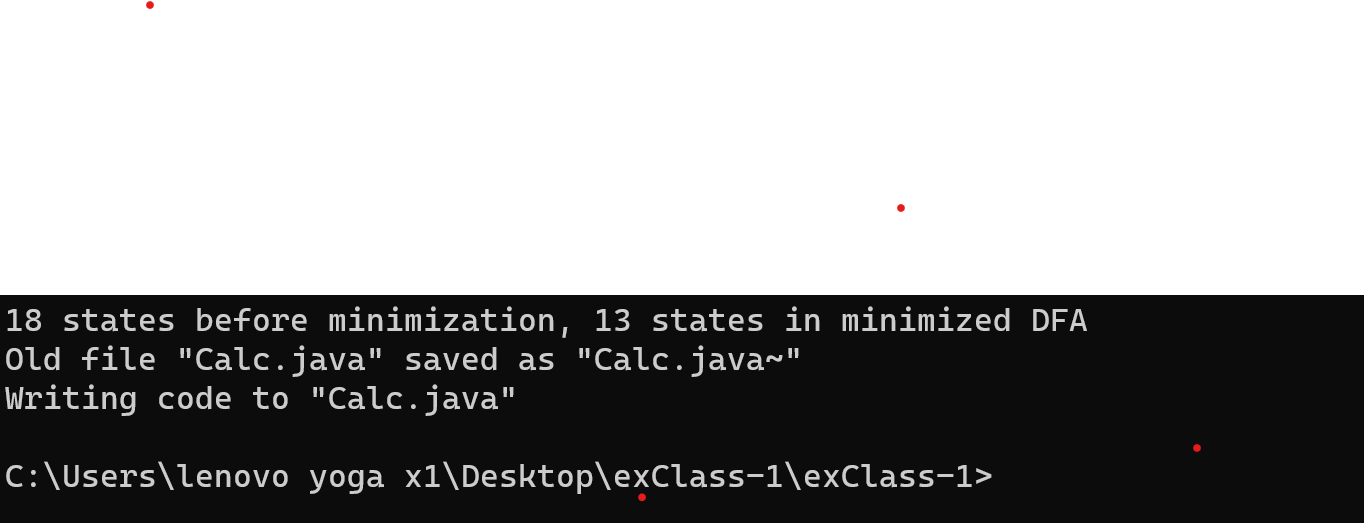 18 states before minimization, 13 states in minimized DFA
Old file "Calc.java" saved as "Calc.java~"
Writing code to "Calc.java"
C:\Users\lenovo yoga x1\Desktop\exClass-1\exClass-1>